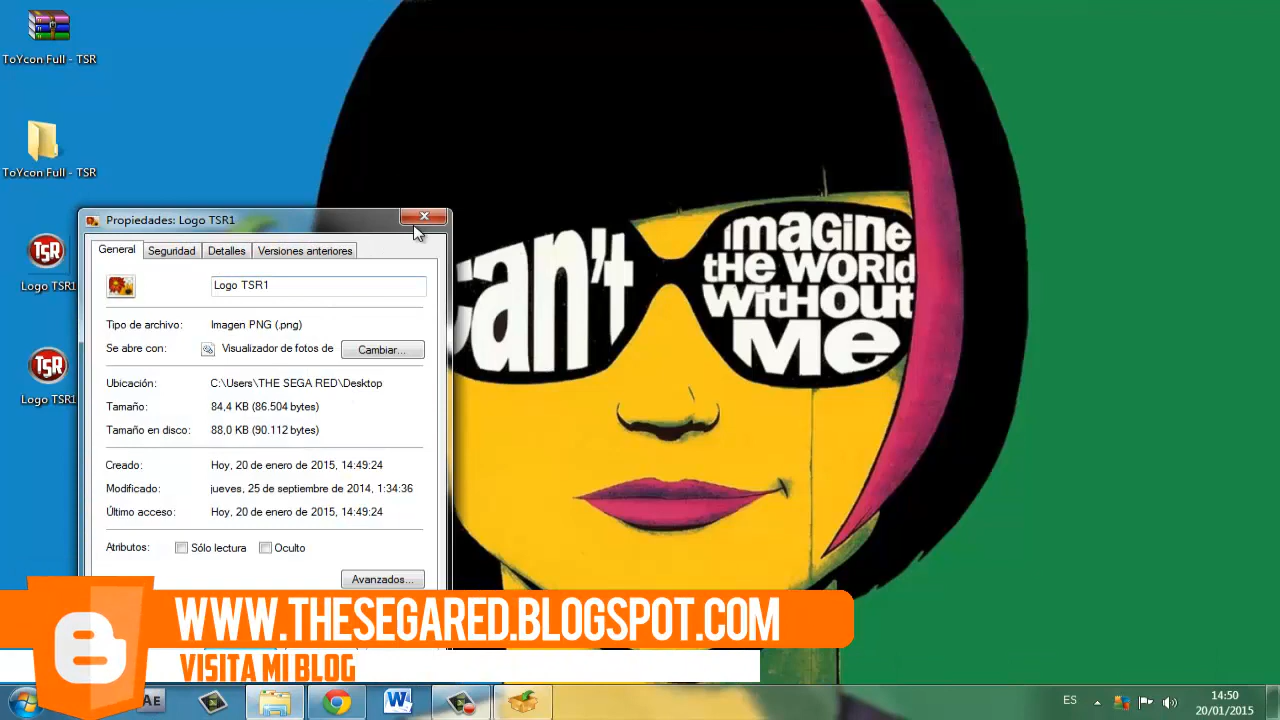 ToYcon Full - TSR
ToYcon Full - TSR
TSR
Logo TSR1
TSR
Logo TSR1
Propiedades: Logo TSR1
General
Seguridad
Detalles
Versiones anteriores
Logo TSR1
Tipo de archivo: Imagen PNG (.png)
Se abre con: Visualizador de fotos de
Cambiar...
Ubicación: C:\Users\THE SEGA RED\Desktop
Tamaño: 84,4 KB (86.504 bytes)
Tamaño en disco: 88,0 KB (90.112 bytes)
Creado: Hoy, 20 de enero de 2015, 14:49:24
Modificado: jueves, 25 de septiembre de 2014, 1:34:36
Último acceso: Hoy, 20 de enero de 2015, 14:49:24
Atributos: Sólo lectura Oculto
Avanzados...
can't
imagine
the world
without
me
WWW.THESEGARED.BLOGSPOT.COM
VISITA MI BLOG
AE
W
ES
14:50
20/01/2015